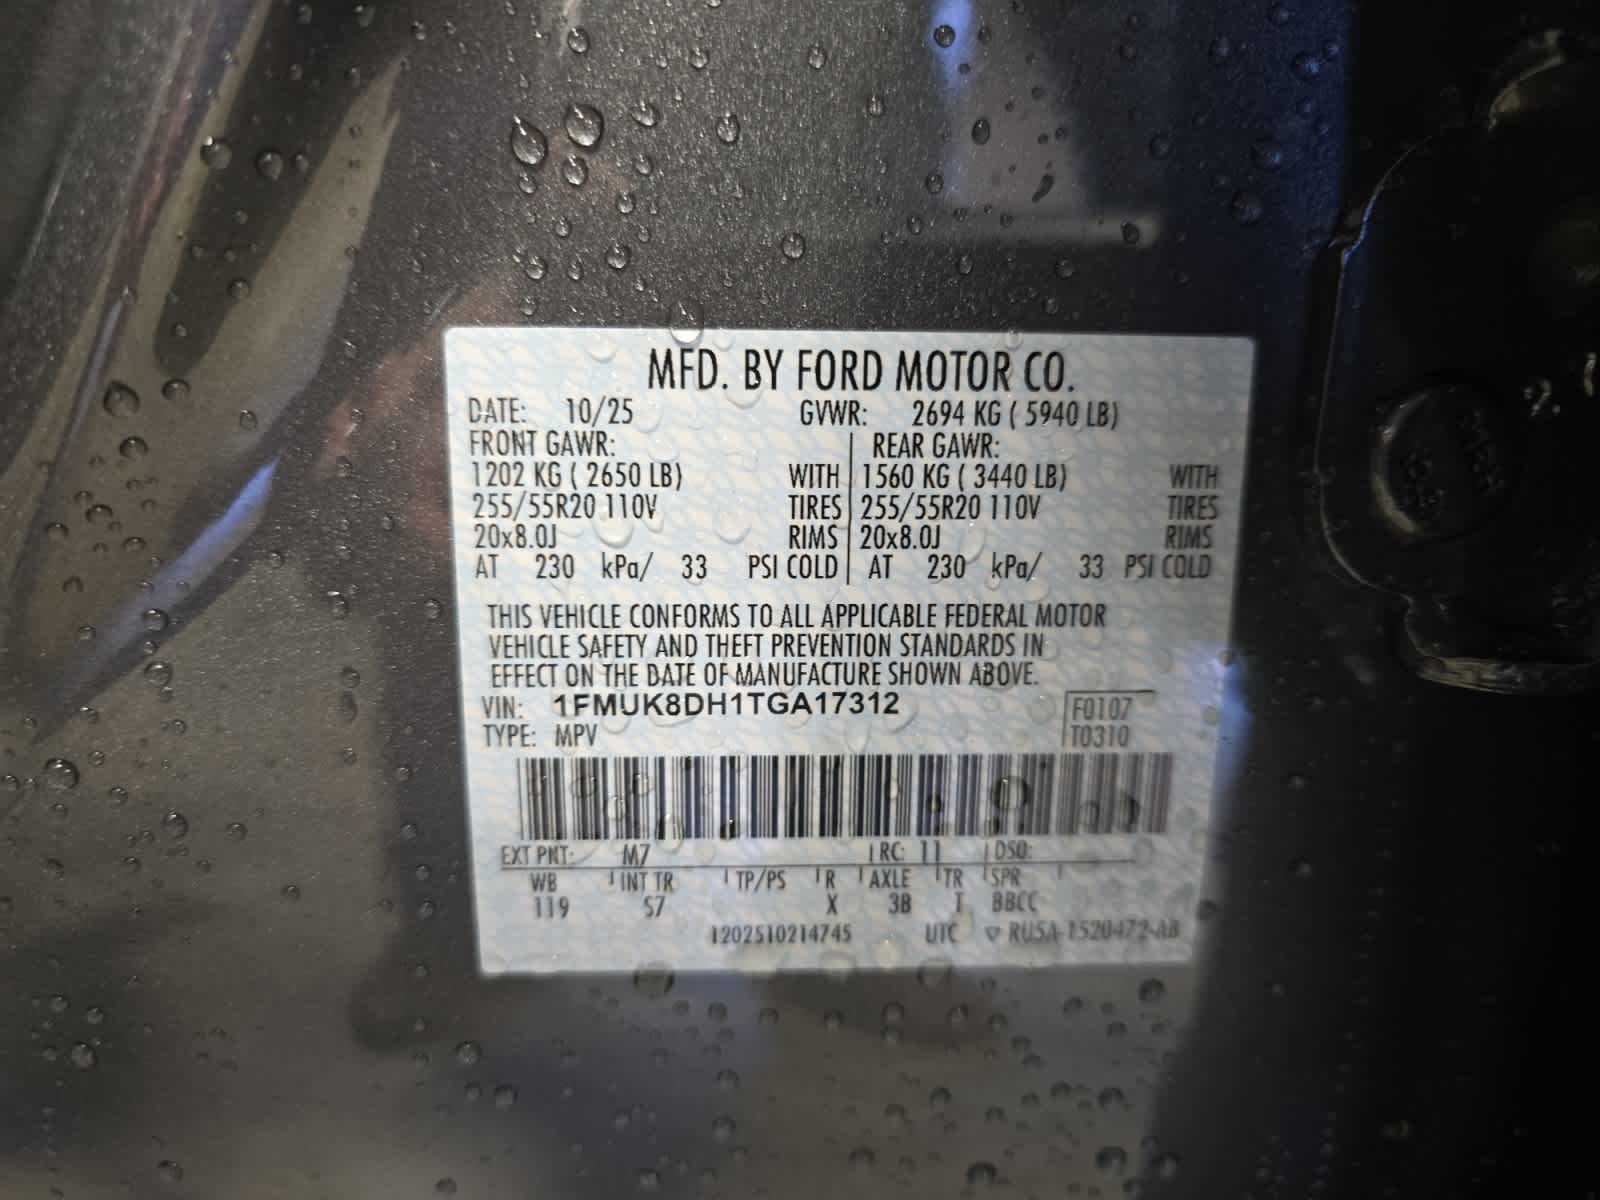 MFD. BY FORD MOTOR CO.
DATE: 10/25 GVWR: 2694 KG ( 5940 LB)
FRONT GAWR: REAR GAWR:
1202 KG ( 2650 LB) WITH 1560 KG ( 3440 LB) WITH
255/55R20 110V TIRES 255/55R20 110V TIRES
20x8.0J RIMS 20x8.0J RIMS
AT 230 kPa/ 33 PSI COLD AT 230 kPa/ 33 PSI COLD
THIS VEHICLE CONFORMS TO ALL APPLICABLE FEDERAL MOTOR
VEHICLE SAFETY AND THEFT PREVENTION STANDARDS IN
EFFECT ON THE DATE OF MANUFACTURE SHOWN ABOVE.
VIN: 1FMUK8DH1TGA17312 F0107
TYPE: MPV T0310
EXT PNT: M7 RC: 11 DSO:
WB INT TR TP/PS R AXLE TR SPR
119 S7 X 3B T BBCC
1202510214745 UTC ▽ RU5A-1520472-AB